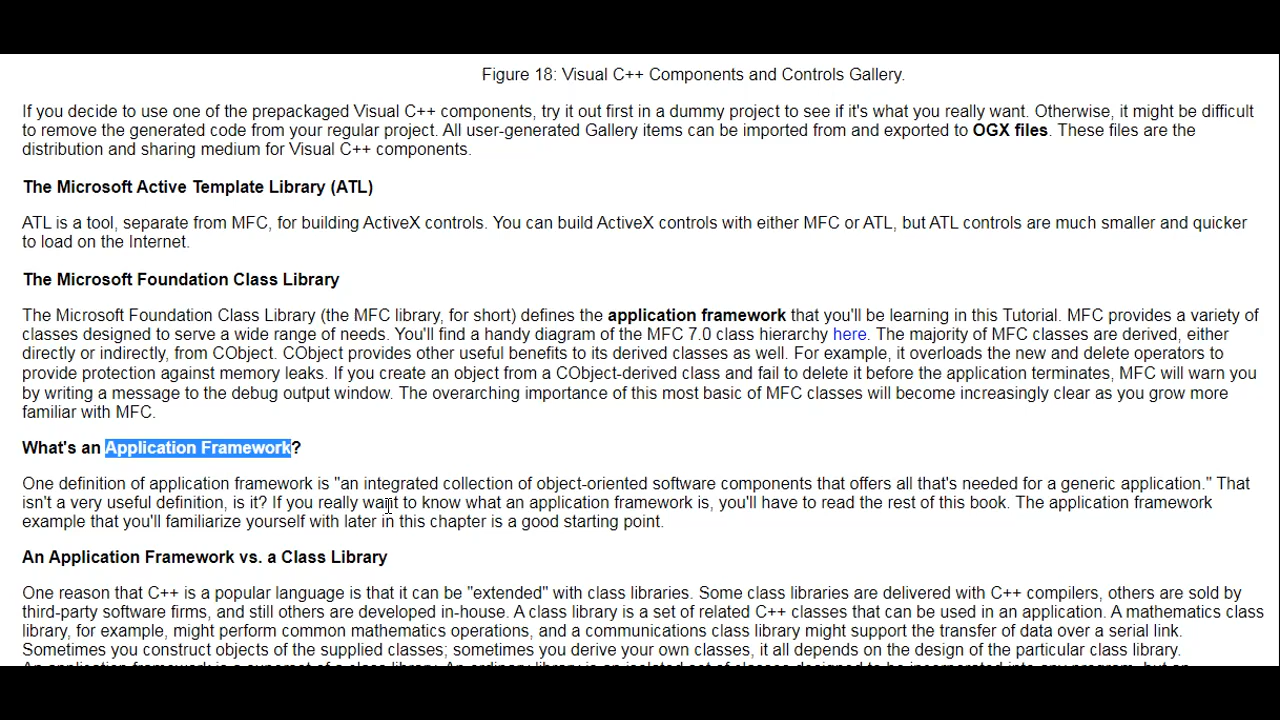 Figure 18: Visual C++ Components and Controls Gallery.
If you decide to use one of the prepackaged Visual C++ components, try it out first in a dummy project to see if it's what you really want. Otherwise, it might be difficult
to remove the generated code from your regular project. All user-generated Gallery items can be imported from and exported to OGX files. These files are the
distribution and sharing medium for Visual C++ components.
The Microsoft Active Template Library (ATL)
ATL is a tool, separate from MFC, for building ActiveX controls. You can build ActiveX controls with either MFC or ATL, but ATL controls are much smaller and quicker
to load on the Internet.
The Microsoft Foundation Class Library
The Microsoft Foundation Class Library (the MFC library, for short) defines the application framework that you'll be learning in this Tutorial. MFC provides a variety of
classes designed to serve a wide range of needs. You'll find a handy diagram of the MFC 7.0 class hierarchy here. The majority of MFC classes are derived, either
directly or indirectly, from CObject. CObject provides other useful benefits to its derived classes as well. For example, it overloads the new and delete operators to
provide protection against memory leaks. If you create an object from a CObject-derived class and fail to delete it before the application terminates, MFC will warn you
by writing a message to the debug output window. The overarching importance of this most basic of MFC classes will become increasingly clear as you grow more
familiar with MFC.
What's an Application Framework?
One definition of application framework is "an integrated collection of object-oriented software components that offers all that's needed for a generic application." That
isn't a very useful definition, is it? If you really want to know what an application framework is, you'll have to read the rest of this book. The application framework
example that you'll familiarize yourself with later in this chapter is a good starting point.
An Application Framework vs. a Class Library
One reason that C++ is a popular language is that it can be "extended" with class libraries. Some class libraries are delivered with C++ compilers, others are sold by
third-party software firms, and still others are developed in-house. A class library is a set of related C++ classes that can be used in an application. A mathematics class
library, for example, might perform common mathematics operations, and a communications class library might support the transfer of data over a serial link.
Sometimes you construct objects of the supplied classes; sometimes you derive your own classes, it all depends on the design of the particular class library.